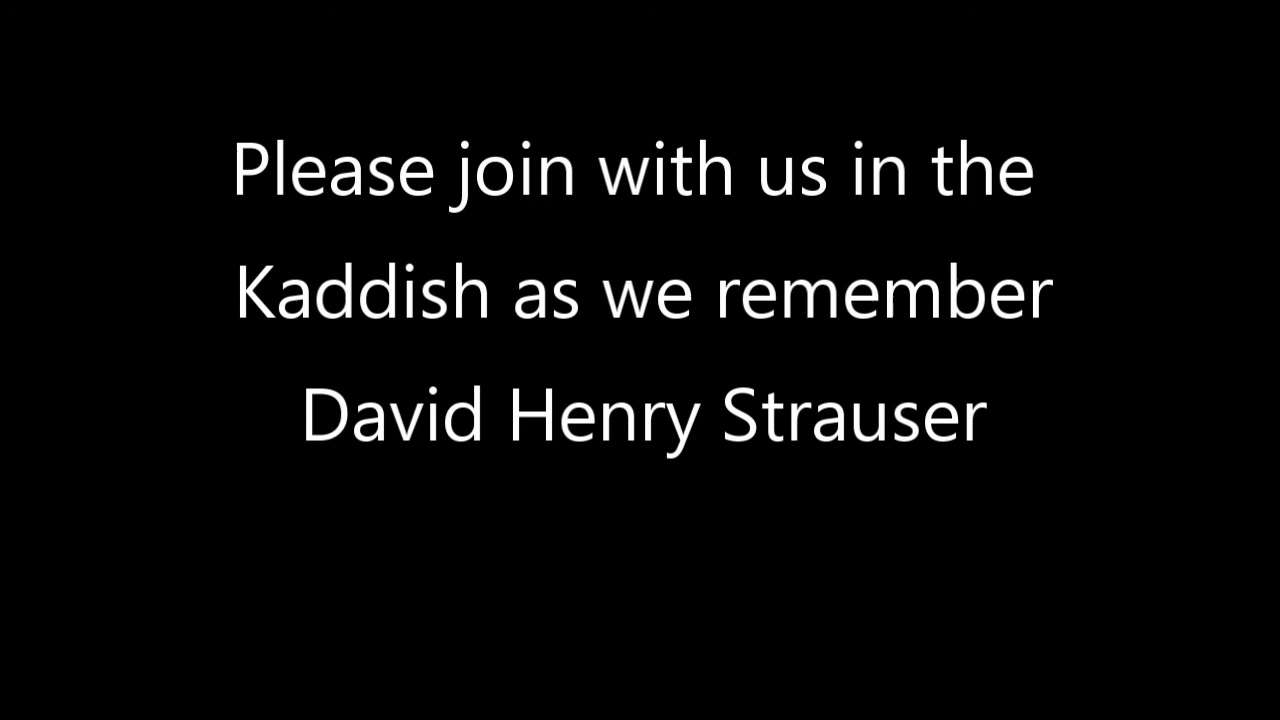 Please join with us in the
Kaddish as we remember
David Henry Strauser